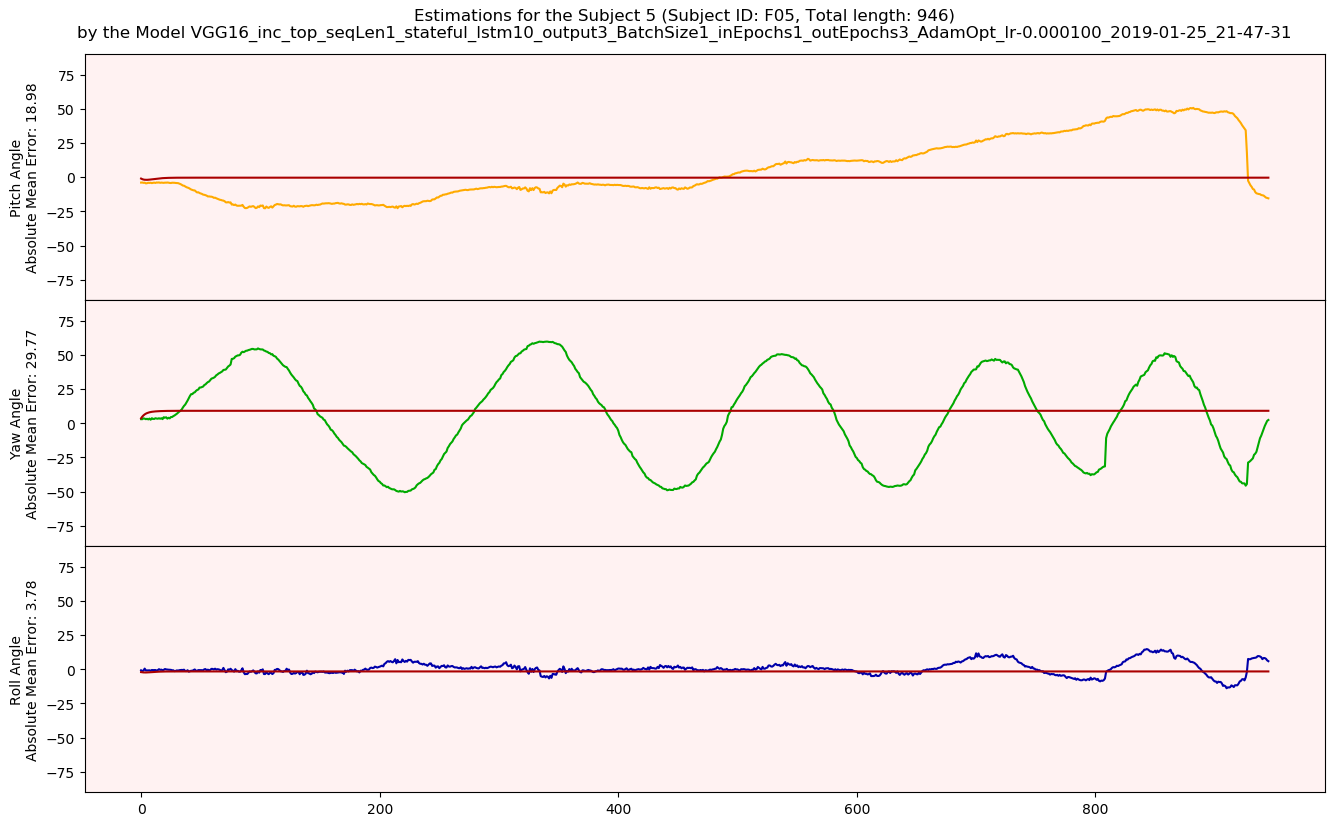 Estimations for the Subject 5 (Subject ID: F05, Total length: 946)
by the Model VGG16_inc_top_seqLen1_stateful_lstm10_output3_BatchSize1_inEpochs1_outEpochs3_AdamOpt_lr-0.000100_2019-01-25_21-47-31
Pitch Angle
Absolute Mean Error: 18.98
75
50
25
0
−25
−50
−75
Yaw Angle
Absolute Mean Error: 29.77
75
50
25
0
−25
−50
−75
Roll Angle
Absolute Mean Error: 3.78
75
50
25
0
−25
−50
−75
0 200 400 600 800